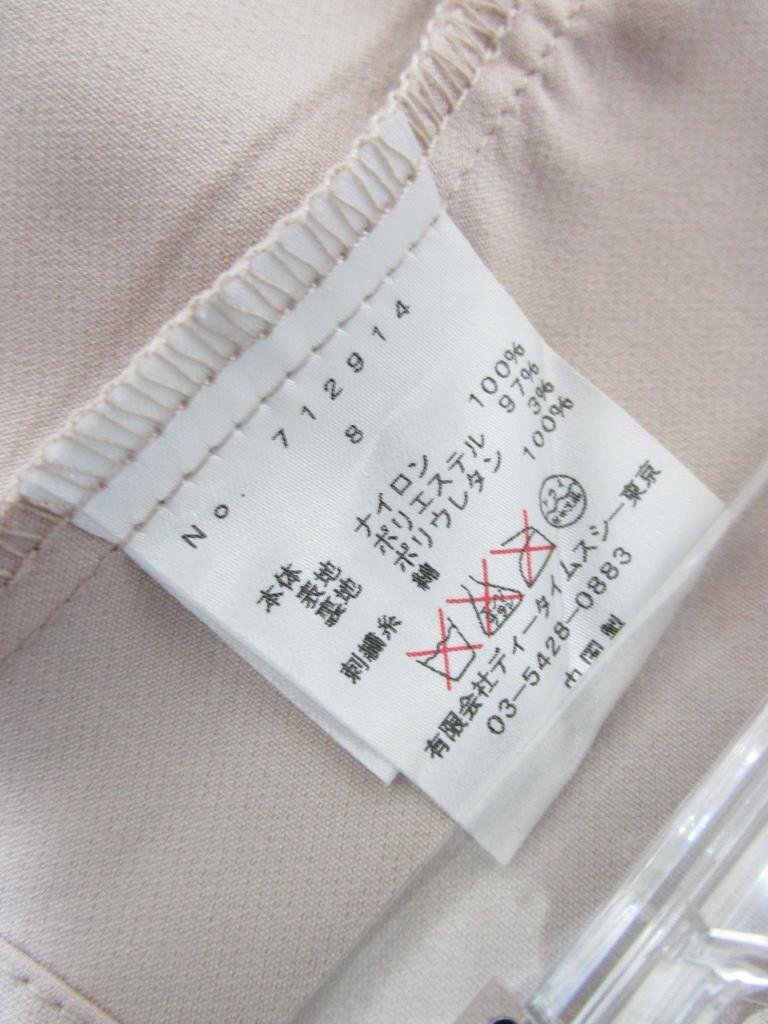 No. 712914
8
本体
表地 ナイロン 100%
裏地 ポリエステル 97%
ポリウレタン 3%
刺繍糸 綿 100%
有限会社ディータイムスシー東京
03-5428-0883
中国製